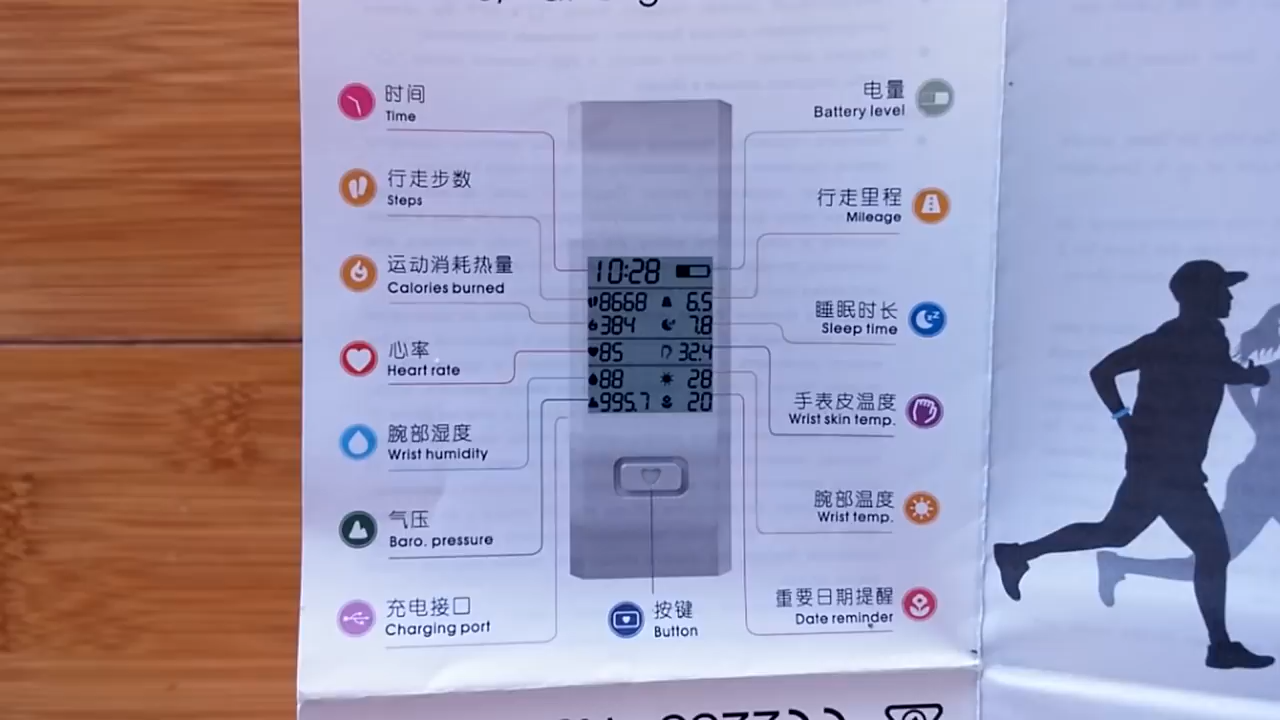 时间
Time
行走步数
Steps
运动消耗热量
Calories burned
心率
Heart rate
腕部湿度
Wrist humidity
气压
Baro. pressure
充电接口
Charging port
10:28
8668 6.5
384 7.8
85 32.4
88 28
995.7 20
按键
Button
电量
Battery level
行走里程
Mileage
睡眠时长
Sleep time
手表皮温度
Wrist skin temp.
腕部温度
Wrist temp.
重要日期提醒
Date reminder